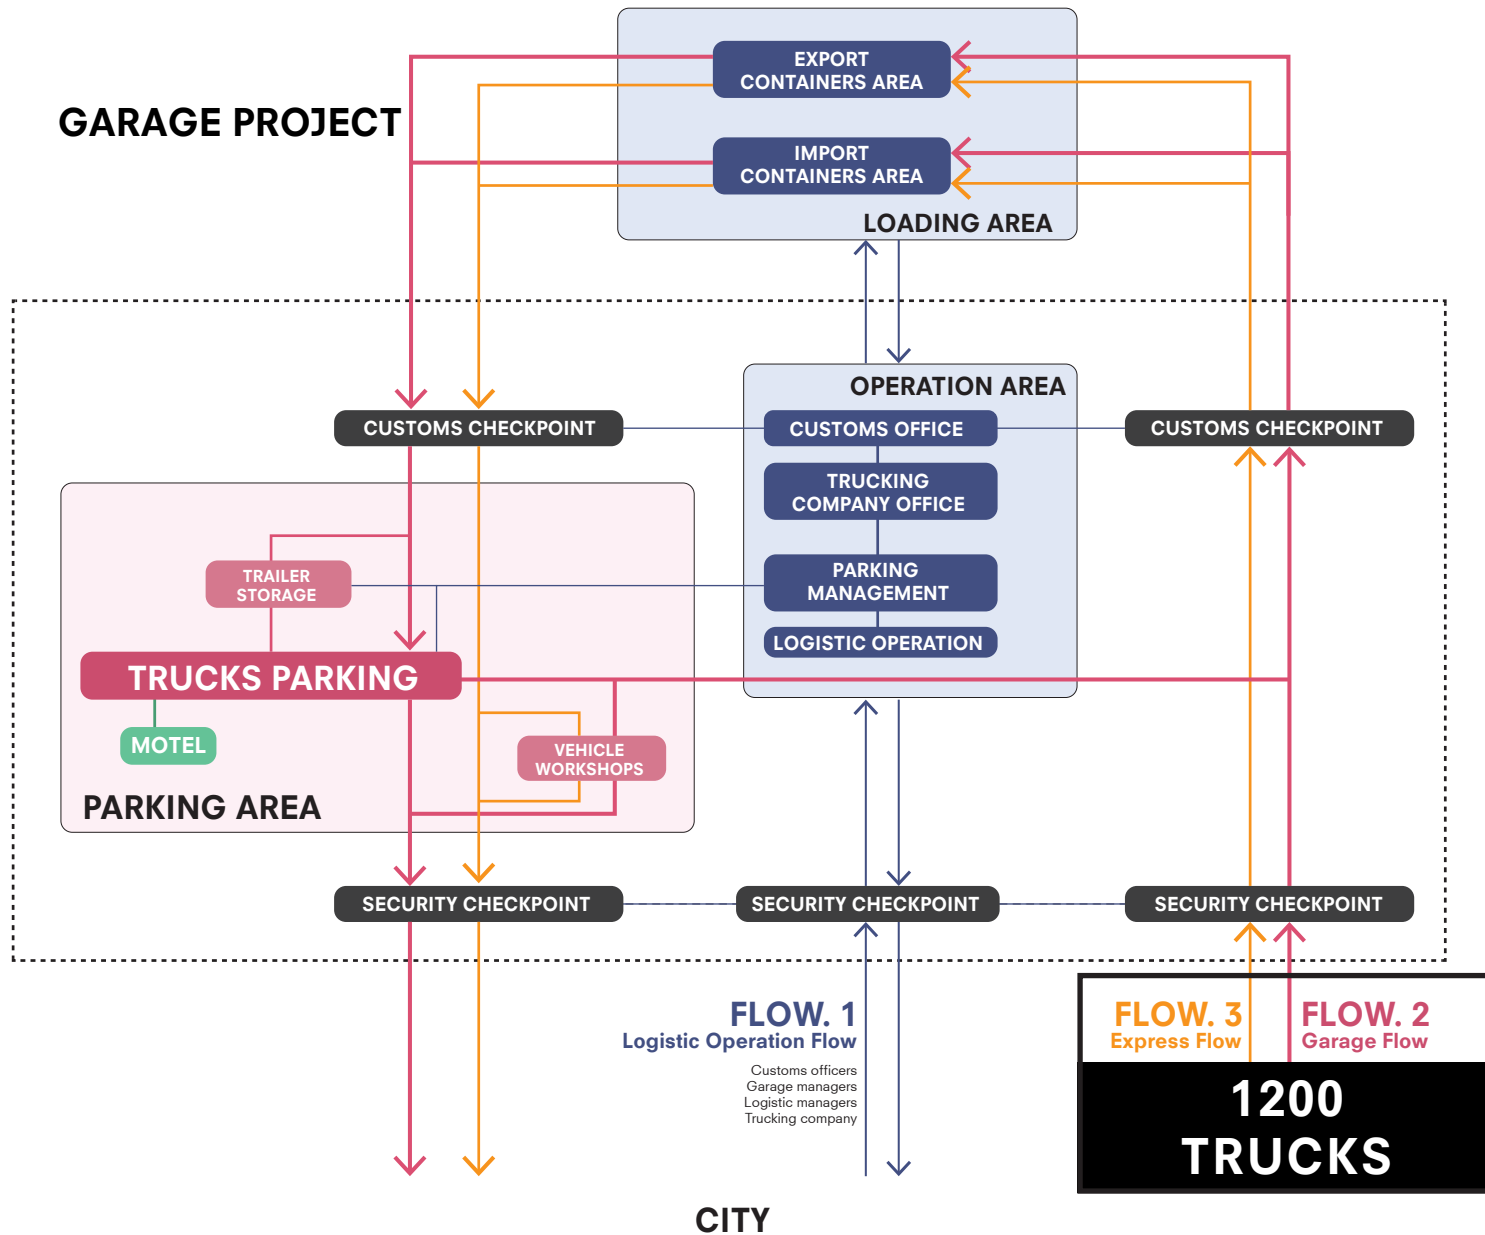 EXPORT
CONTAINERS AREA
GARAGE PROJECT
IMPORT
CONTAINERS AREA
LOADING AREA
OPERATION AREA
CUSTOMS CHECKPOINT
CUSTOMS OFFICE
CUSTOMS CHECKPOINT
TRUCKING
COMPANY OFFICE
TRAILER
STORAGE
PARKING
MANAGEMENT
LOGISTIC OPERATION
TRUCKS PARKING
MOTEL
VEHICLE
WORKSHOPS
PARKING AREA
SECURITY CHECKPOINT
SECURITY CHECKPOINT
SECURITY CHECKPOINT
FLOW. 1
Logistic Operation Flow
Customs officers
Garage managers
Logistic managers
Trucking company
FLOW. 3
Express Flow
FLOW. 2
Garage Flow
1200
TRUCKS
CITY